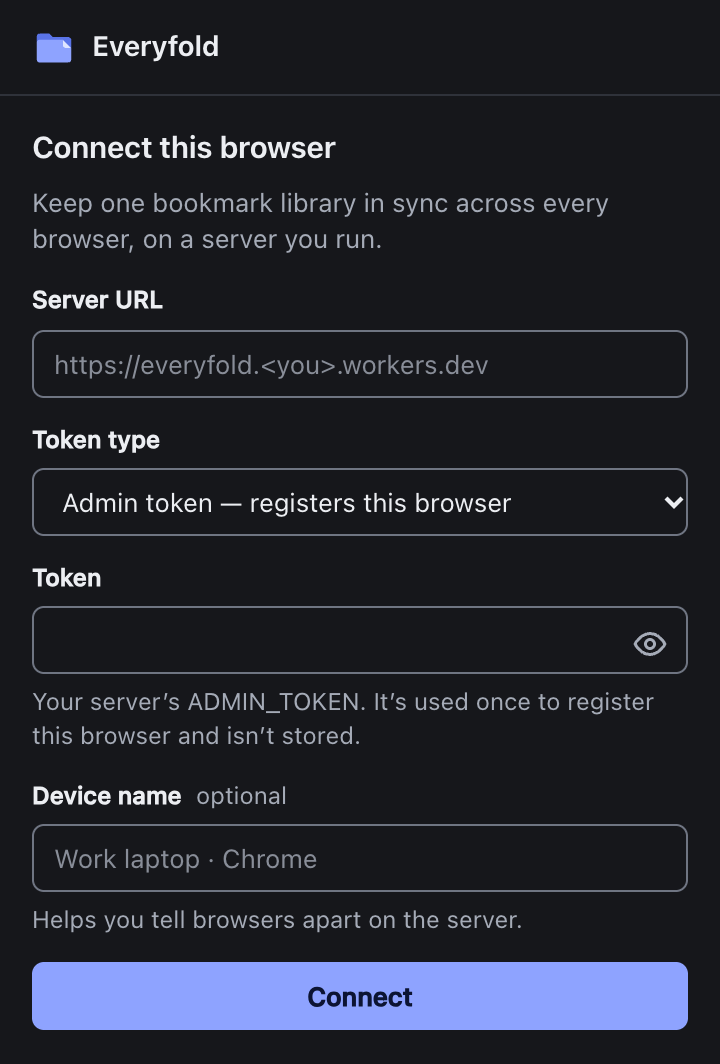 Everyfold
Connect this browser
Keep one bookmark library in sync across every
browser, on a server you run.
Server URL
https://everyfold.<you>.workers.dev
Token type
Admin token — registers this browser
Token
Your server’s ADMIN_TOKEN. It’s used once to register
this browser and isn’t stored.
Device name optional
Work laptop · Chrome
Helps you tell browsers apart on the server.
Connect